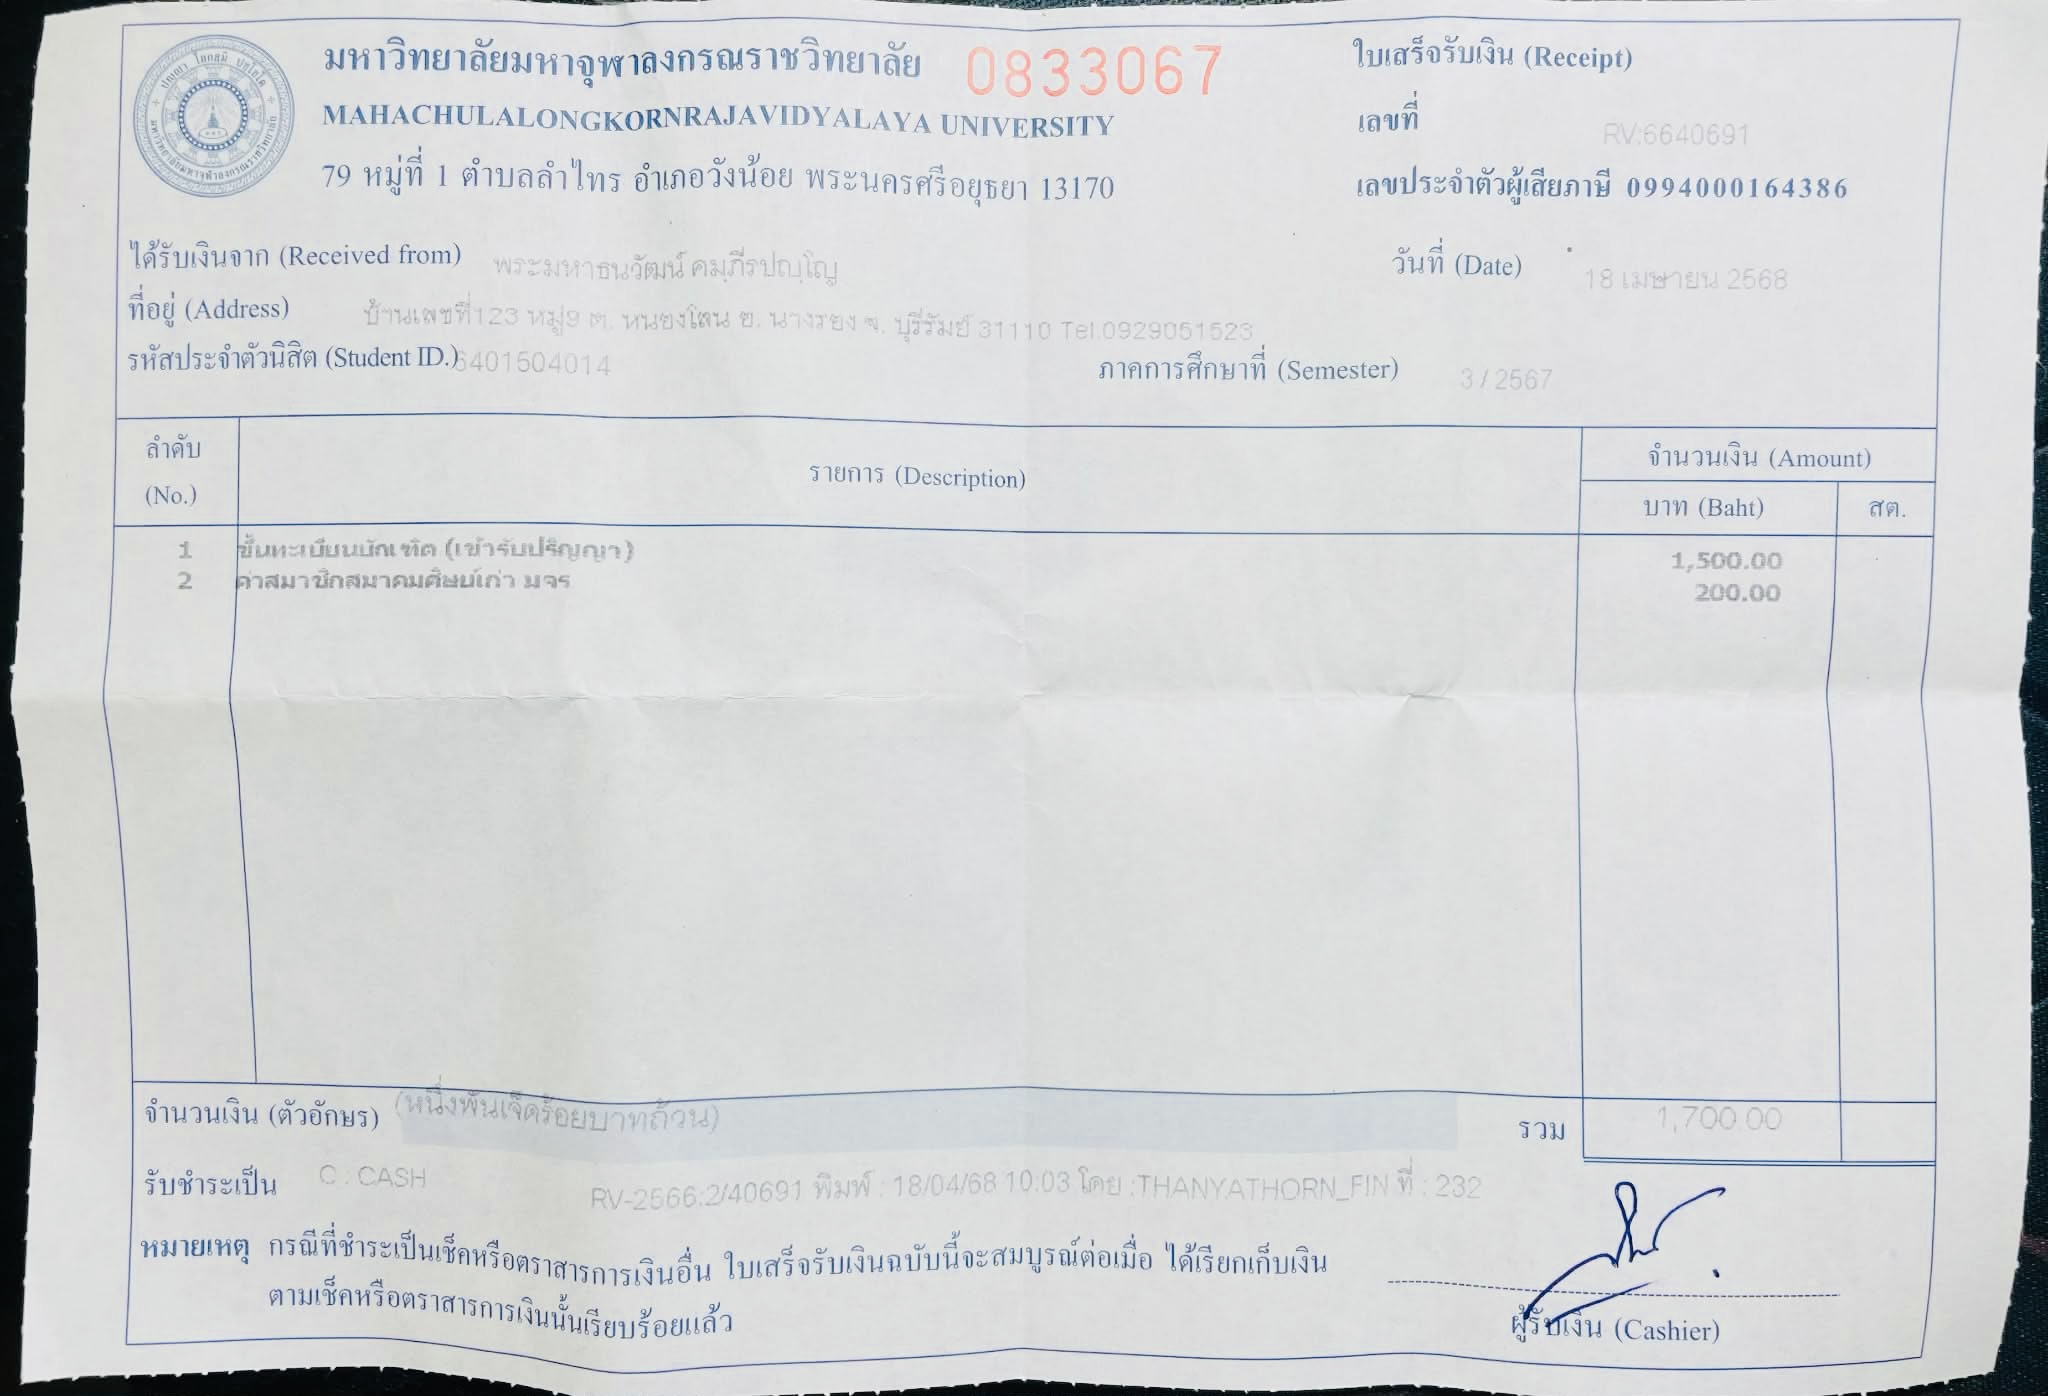 มหาวิทยาลัยมหาจุฬาลงกรณราชวิทยาลัย 0833067 ใบเสร็จรับเงิน (Receipt)
MAHACHULALONGKORNRAJAVIDYALAYA UNIVERSITY เลขที่ RV:6640691
79 หมู่ที่ 1 ตำบลลำไทร อำเภอวังน้อย พระนครศรีอยุธยา 13170 เลขประจำตัวผู้เสียภาษี 0994000164386
ได้รับเงินจาก (Received from) พระมหาธนวัฒน์ คมฺภีรปญฺโญ วันที่ (Date) 18 เมษายน 2568
ที่อยู่ (Address) บ้านเลขที่123 หมู่9 ต. หนองโสน อ. นางรอง จ. บุรีรัมย์ 31110 Tel.0929051523
รหัสประจำตัวนิสิต (Student ID.) 6401504014 ภาคการศึกษาที่ (Semester) 3 / 2567
ลำดับ (No.) รายการ (Description) จำนวนเงิน (Amount)
บาท (Baht) สต.
1 ขึ้นทะเบียนบัณฑิต (เข้ารับปริญญา) 1,500.00
2 ค่าสมาชิกสมาคมศิษย์เก่า มจร 200.00
จำนวนเงิน (ตัวอักษร) (หนึ่งพันเจ็ดร้อยบาทถ้วน) รวม 1,700.00
รับชำระเป็น C : CASH RV-2566:2/40691 พิมพ์ : 18/04/68 10:03 โดย :THANYATHORN_FIN ที่ : 232
หมายเหตุ กรณีที่ชำระเป็นเช็คหรือตราสารการเงินอื่น ใบเสร็จรับเงินฉบับนี้จะสมบูรณ์ต่อเมื่อ ได้เรียกเก็บเงิน
ตามเช็คหรือตราสารการเงินนั้นเรียบร้อยแล้ว
ผู้รับเงิน (Cashier)